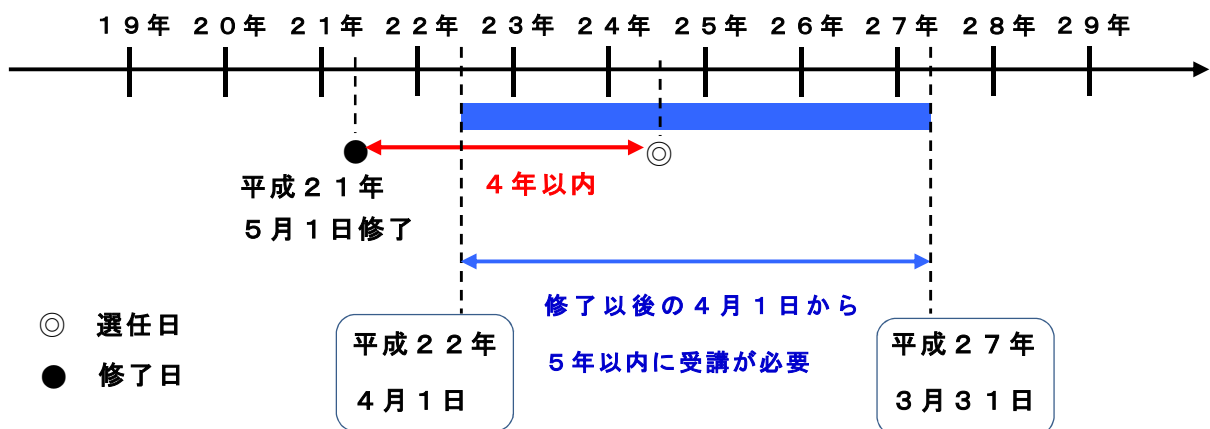 １９年 ２０年 ２１年 ２２年 ２３年 ２４年 ２５年 ２６年 ２７年 ２８年 ２９年
平成２１年
５月１日修了
４年以内
修了以後の４月１日から
５年以内に受講が必要
◎ 選任日
● 修了日
平成２２年
４月１日
平成２７年
３月３１日